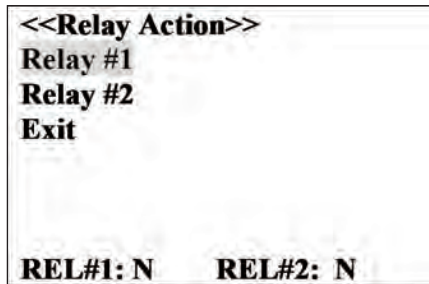 <<Relay Action>>
Relay #1
Relay #2
Exit
REL#1: N REL#2: N